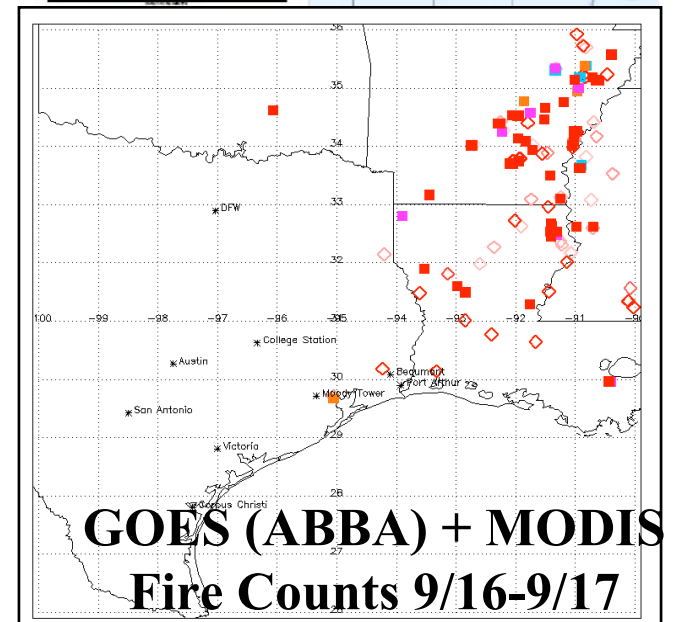 36
35
34
33
DFW
32
-100 -99 -98 -97 -96 -95 -94 -93 -92 -91 -90
College Station
Austin
30
Beaumont
Port Arthur
Moody Tower
San Antonio
29
Victoria
28
Corpus Christi
GOES (ABBA) + MODIS
27
Fire Counts 9/16-9/17